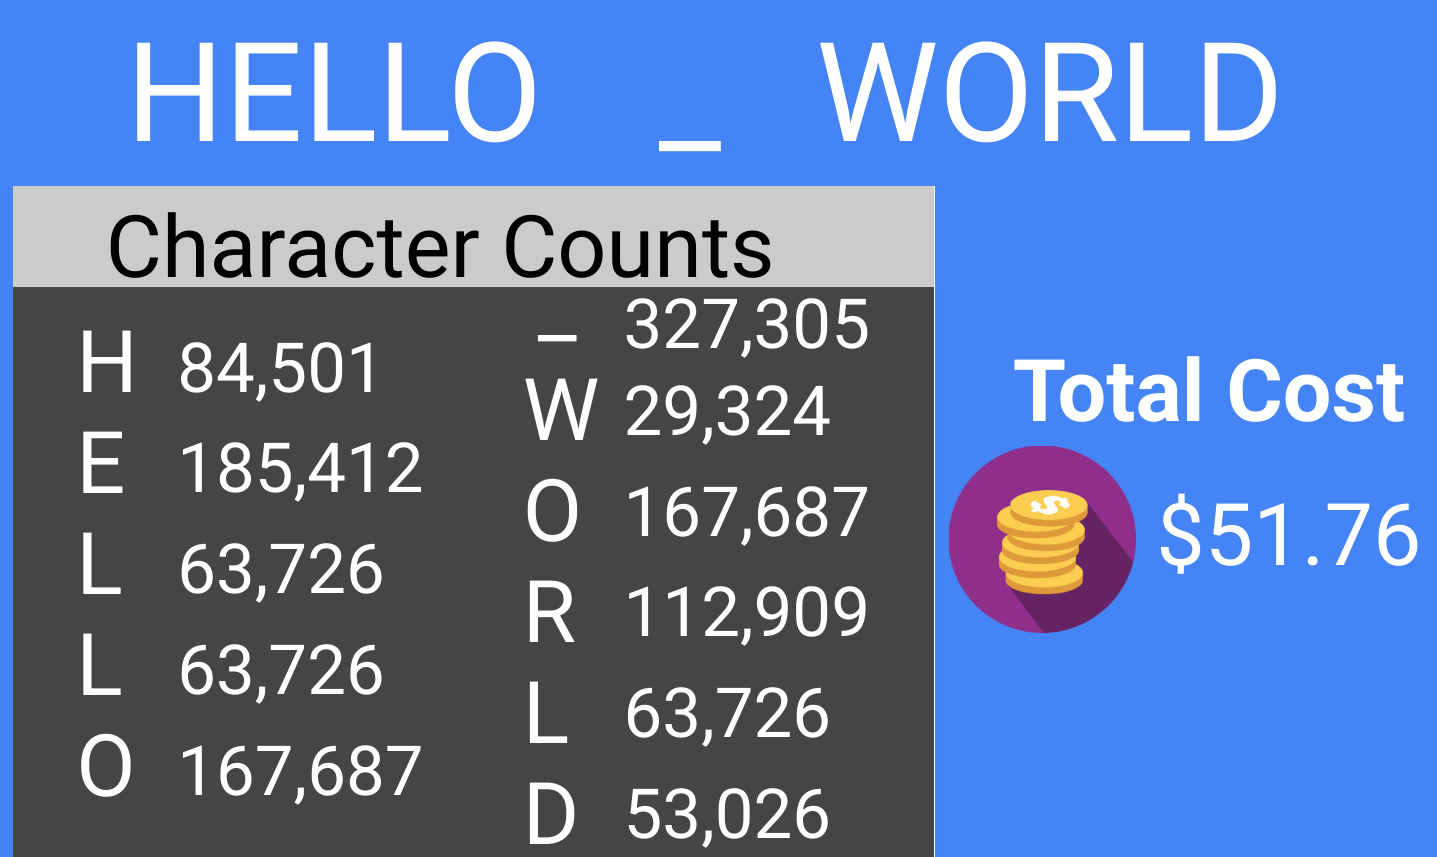 HELLO _ WORLD
Character Counts
H 84,501
E 185,412
L 63,726
L 63,726
O 167,687
_ 327,305
W 29,324
O 167,687
R 112,909
L 63,726
D 53,026
Total Cost
$
$51.76